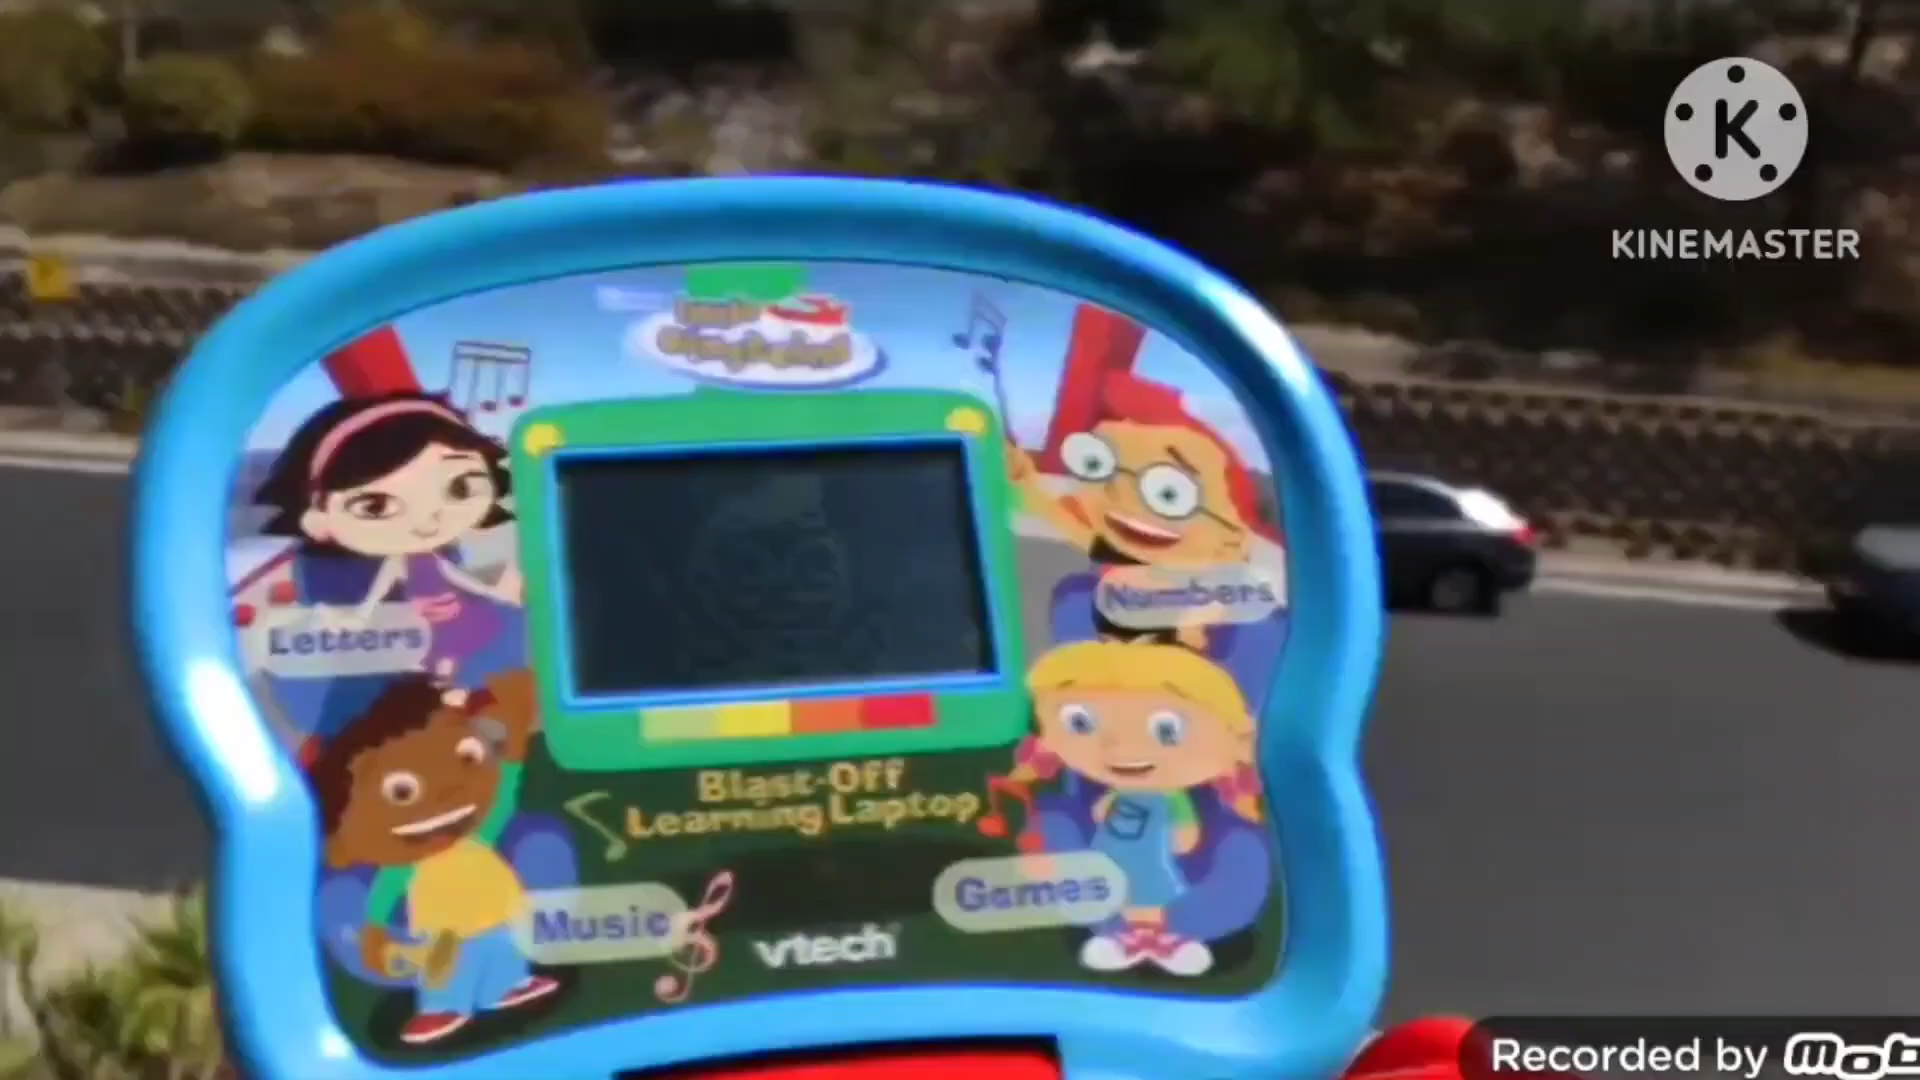 KINEMASTER
Letters
Numbers
Blast-Off
Learning Laptop
Music
Games
vtech
Recorded by